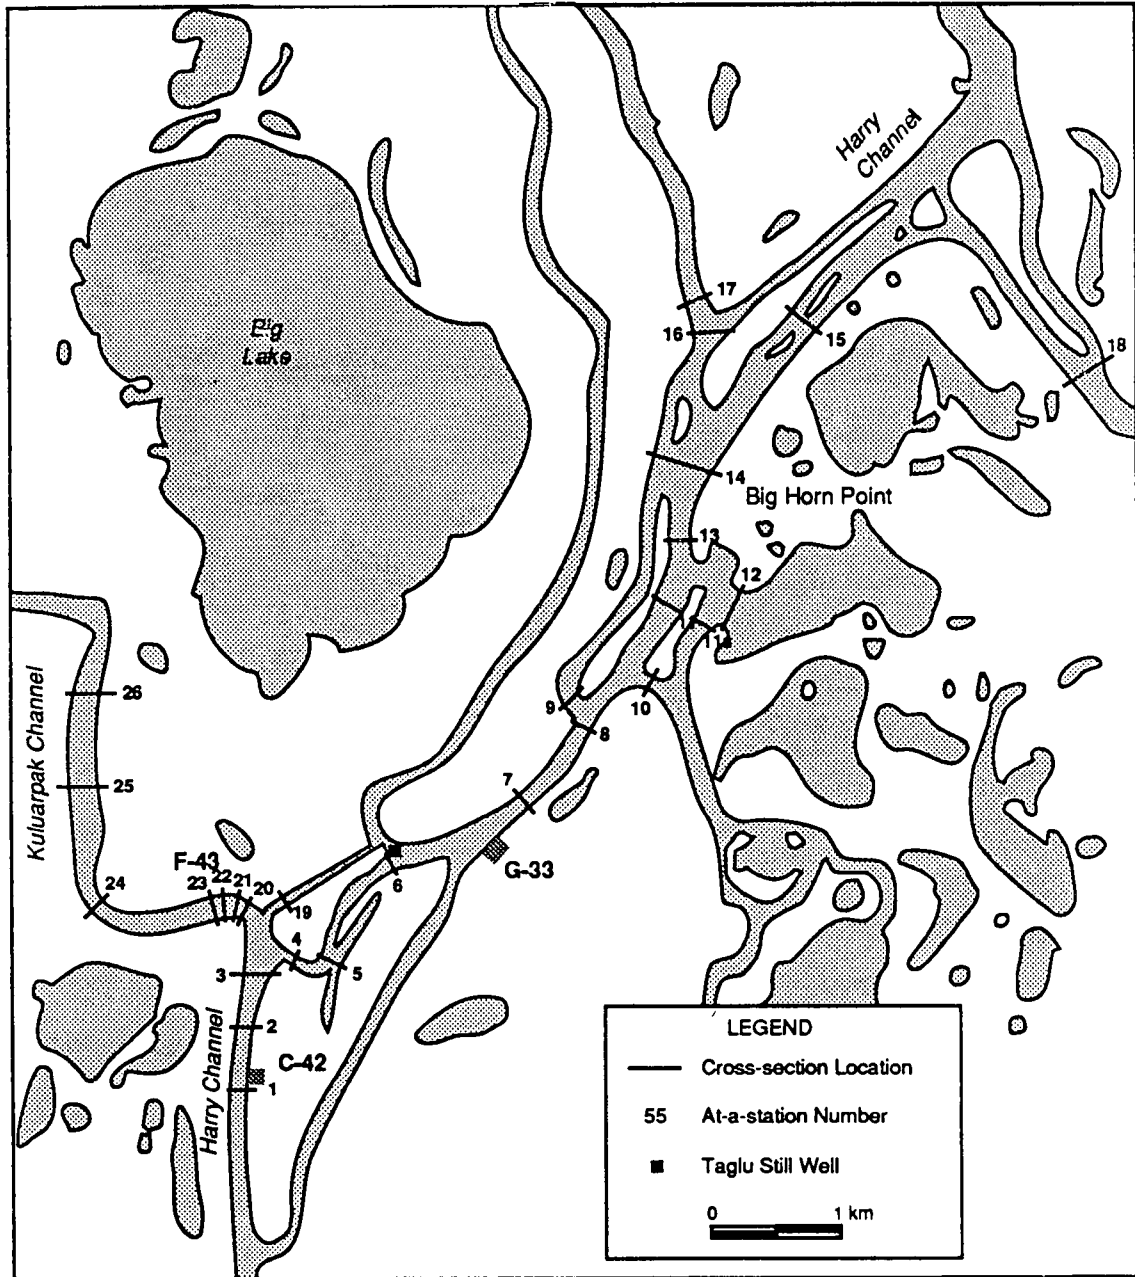 Harry
Channel
17
16
15
18
Big
Lake
14
Big Horn Point
13
12
11
26
9
10
8
Kuluarpak Channel
25
7
F-43
G-33
6
24
23
22
21
20
19
4
5
3
2
C-42
1
Harry Channel
LEGEND
Cross-section Location
55 At-a-station Number
Taglu Still Well
0 1 km